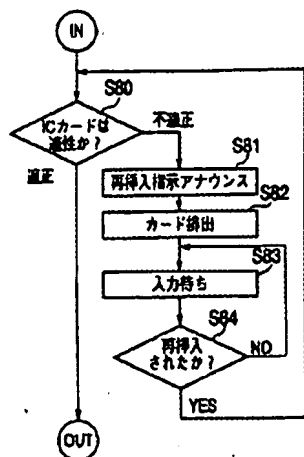 IN
S80
ICカードは
適性か?
不適正
適正
S81
再挿入指示アナウンス
S82
カード排出
S83
入力待ち
S84
再挿入
されたか?
NO
YES
OUT